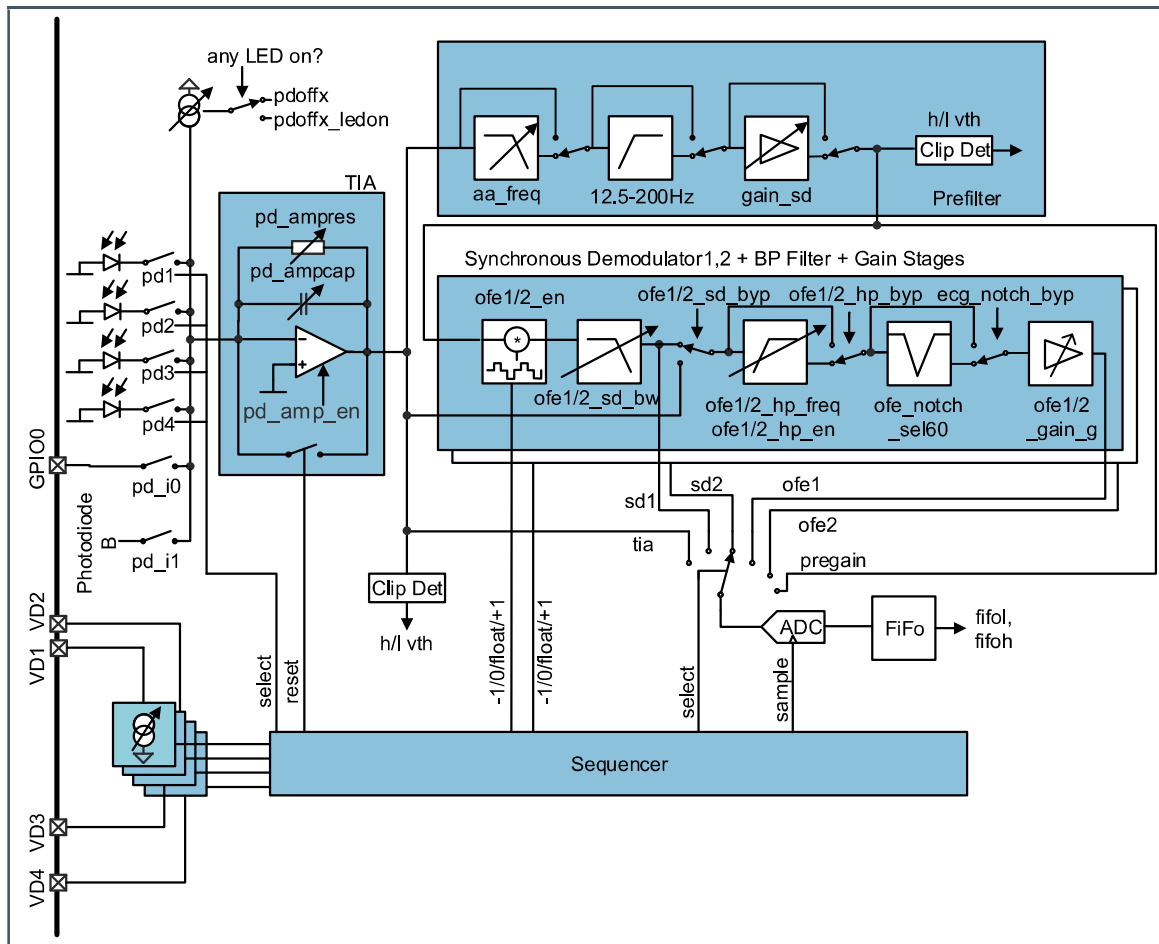 any LED on?
pdoffx
pdoffx_ledon
h/l vth
Clip Det
aa_freq
12.5-200Hz
gain_sd
Prefilter
TIA
pd_ampres
pd_ampcap
pd_amp_en
pd1
pd2
pd3
pd4
GPIO0
pd_i0
Photodiode
B
pd_i1
Synchronous Demodulator1,2 + BP Filter + Gain Stages
ofe1/2_en
ofe1/2_sd_byp
ofe1/2_hp_byp
ecg_notch_byp
*
ofe1/2_sd_bw
ofe1/2_hp_freq
ofe1/2_hp_en
ofe_notch
_sel60
ofe1/2
_gain_g
sd1
sd2
ofe1
ofe2
tia
pregain
Clip Det
h/l vth
ADC
FiFo
fifol,
fifoh
VD2
VD1
select
reset
-1/0/float/+1
-1/0/float/+1
select
sample
Sequencer
VD3
VD4